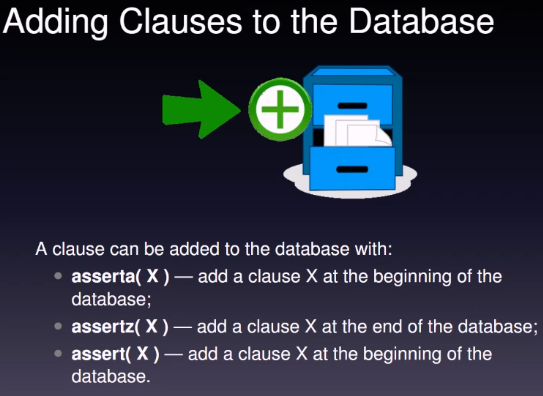 Adding Clauses to the Database
A clause can be added to the database with:
• asserta( X ) — add a clause X at the beginning of the
database;
• assertz( X ) — add a clause X at the end of the database;
• assert( X ) — add a clause X at the beginning of the
database.